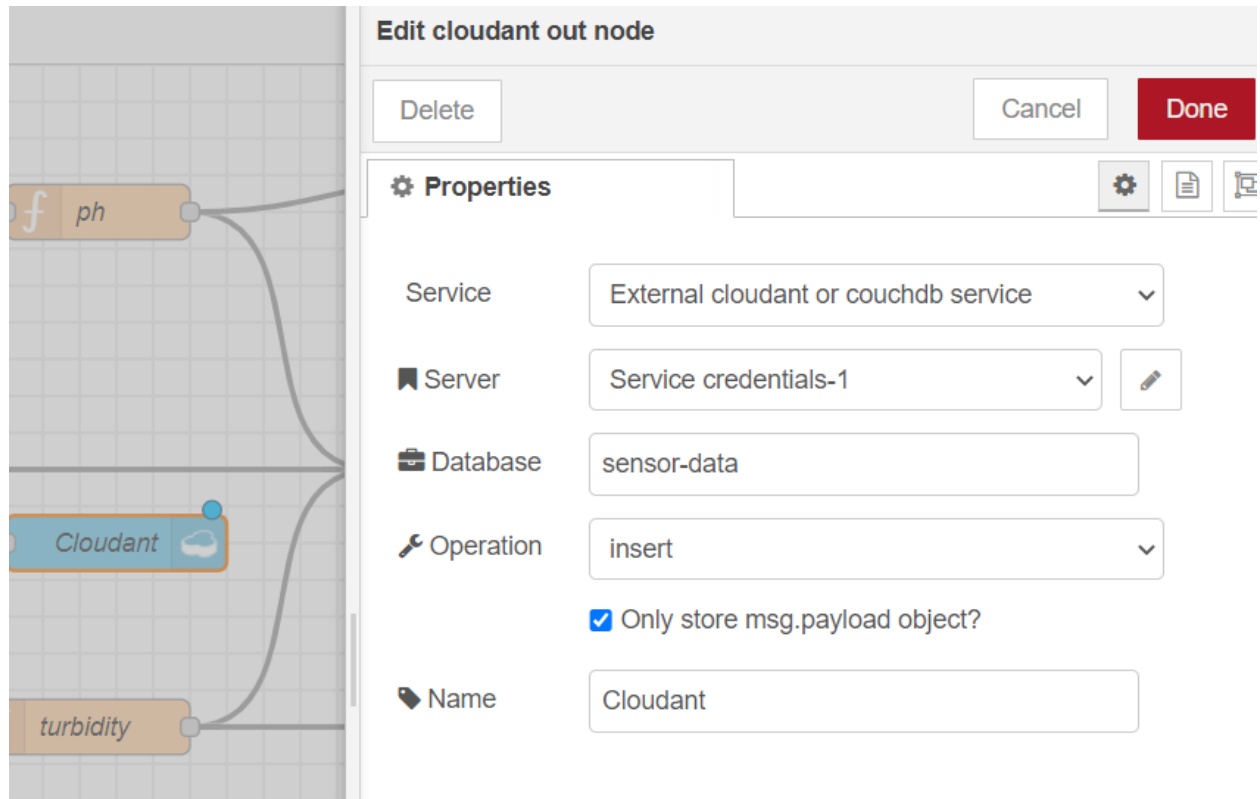 Edit cloudant out node
Delete
Cancel
Done
Properties
ph
Service
External cloudant or couchdb service
Server
Service credentials-1
Database
sensor-data
Cloudant
Operation
insert
Only store msg.payload object?
Name
Cloudant
turbidity